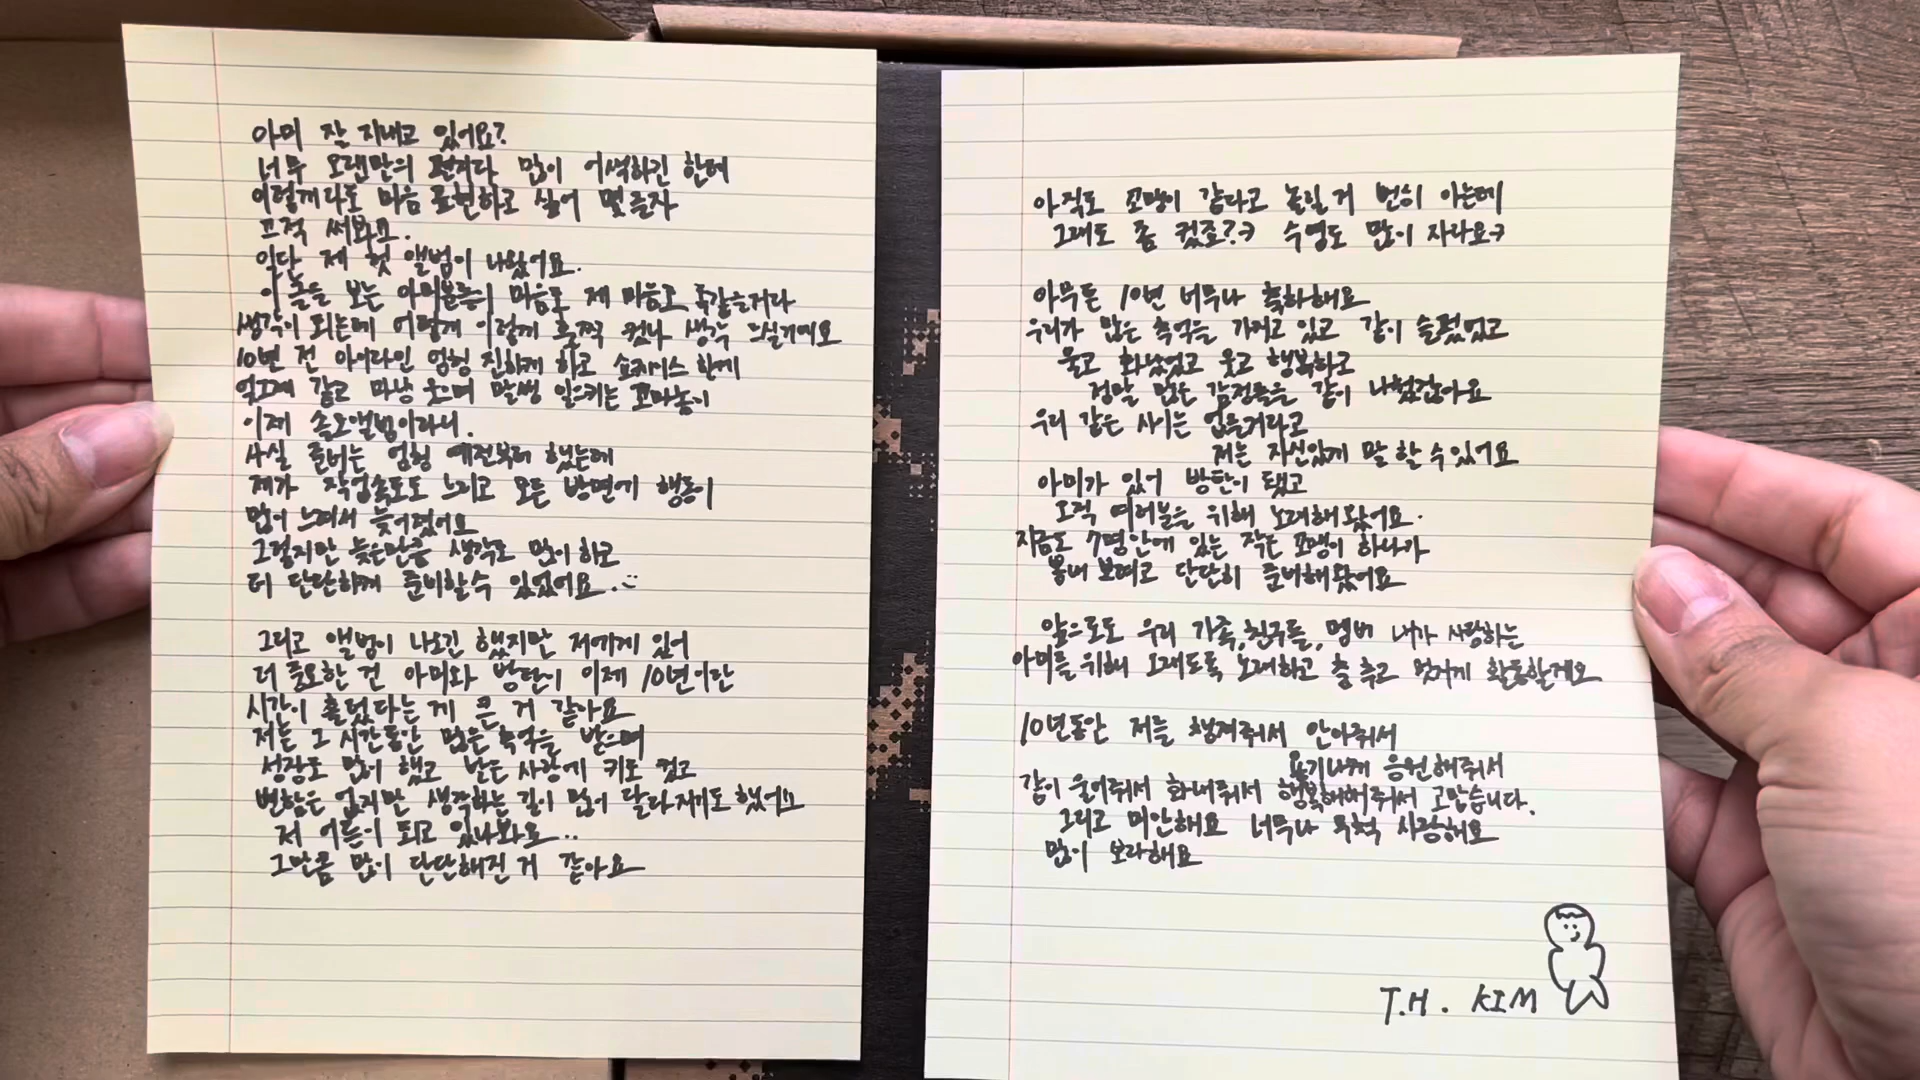 아미 잘 지내고 있어요?
너무 오랜만의 편지라 많이 어색하긴 한데
이렇게라도 마음 표현하고 싶어 몇글자
끄적 써봐요.
일단 제 첫 앨범이 나왔어요.
이 글을 보는 아미분들의 마음도 제 마음도 똑같을거라
생각이 되는데 어떻게 이렇게 훌쩍 컸나 생각 드실거예요
10년 전 아이라인 엄청 진하게 하고 쇼케이스 한게
엊그제 같고 마냥 웃으며 말썽 일으키는 꼬마놈이
이제 솔로앨범이라니.
사실 준비는 엄청 예전부터 했는데
제가 작업속도도 느리고 모든 방면에 행동이
많이 느려서 늦어졌어요
그렇지만 늦은만큼 생각도 많이 하고
더 단단하게 준비할수 있었어요.
그리고 앨범이 나오긴 했지만 저에게 있어
더 중요한 건 아미와 방탄이 이제 10년이란
시간이 흘렀다는 게 큰 거 같아요
저는 그 시간동안 많은 추억을 받으며
성장도 많이 했고 받은 사랑에 키도 컸고
변함은 없지만 생각하는 길이 많이 달라지기도 했어요
저 어른이 되고 있나봐요..
그만큼 많이 단단해진 거 같아요
아직도 꼬맹이 같다고 놀릴 거 뻔히 아는데
그래도 좀 컸죠?ㅋ 수염도 많이 자라요ㅋ
아무튼 10년 너무나 축하해요
우리가 많은 추억을 가지고 있고 같이 슬펐었고
울고 화났었고 웃고 행복하고
정말 많은 감정들을 같이 나눴잖아요
우리 같은 사이는 없을거라고
저는 자신있게 말 할 수 있어요
아미가 있어 방탄이 됐고
오직 여러분을 위해 노래해왔어요.
지금도 7명안에 있는 작은 꼬맹이 하나가
뽐내 보려고 단단히 준비해왔어요
앞으로도 우리 가족, 친구들, 멤버 내가 사랑하는
아미를 위해 오래도록 노래하고 춤 추고 멋지게 활동할게요
10년동안 저를 챙겨줘서 안아줘서
용기나게 응원해줘서
같이 울어줘서 화내줘서 행복해해줘서 고맙습니다.
그리고 미안해요 너무나 무척 사랑해요
많이 보라해요
T.H. KIM